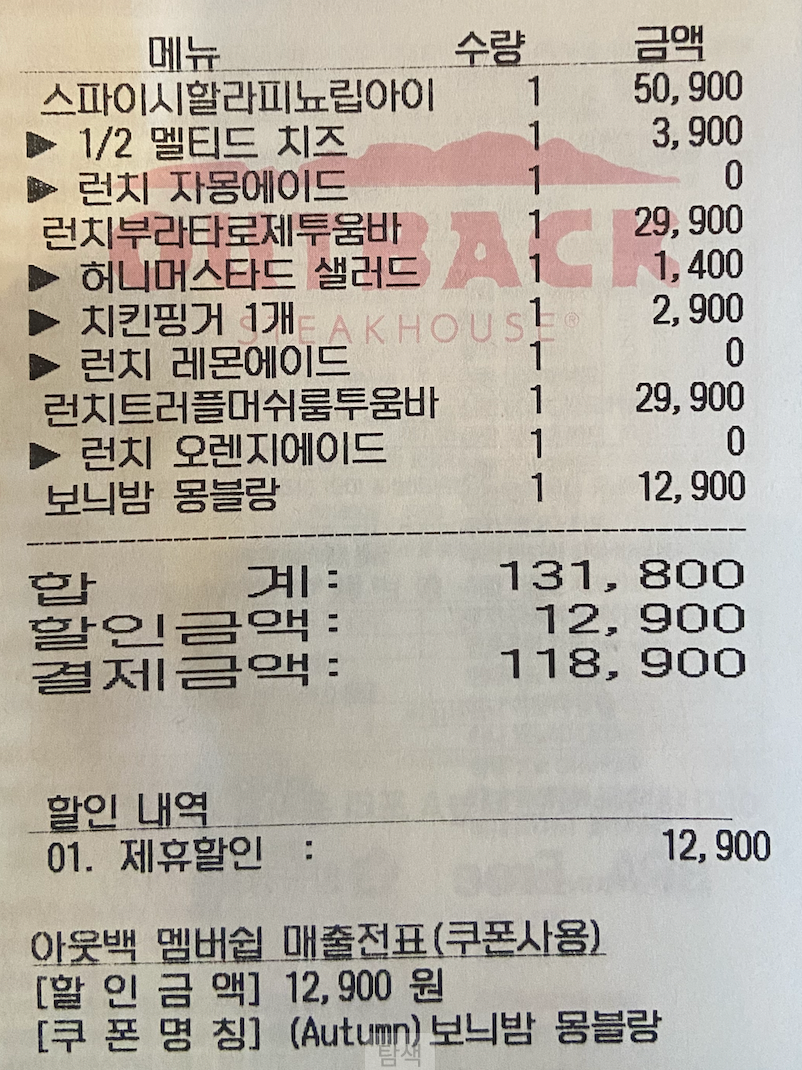 메뉴 수량 금액
스파이시할라피뇨립아이 1 50,900
▶ 1/2 멜티드 치즈 1 3,900
▶ 런치 자몽에이드 1 0
런치부라타로제투움바 1 29,900
▶ 허니머스타드 샐러드 1 1,400
▶ 치킨핑거 1개 1 2,900
▶ 런치 레몬에이드 1 0
런치트러플머쉬룸투움바 1 29,900
▶ 런치 오렌지에이드 1 0
보늬밤 몽블랑 1 12,900
OUTBACK
STEAKHOUSE®
합 계: 131,800
할인금액: 12,900
결제금액: 118,900
할인 내역
01. 제휴할인 : 12,900
아웃백 멤버쉽 매출전표(쿠폰사용)
[할 인 금 액] 12,900 원
[쿠 폰 명 칭] (Autumn)보늬밤 몽블랑
탐색